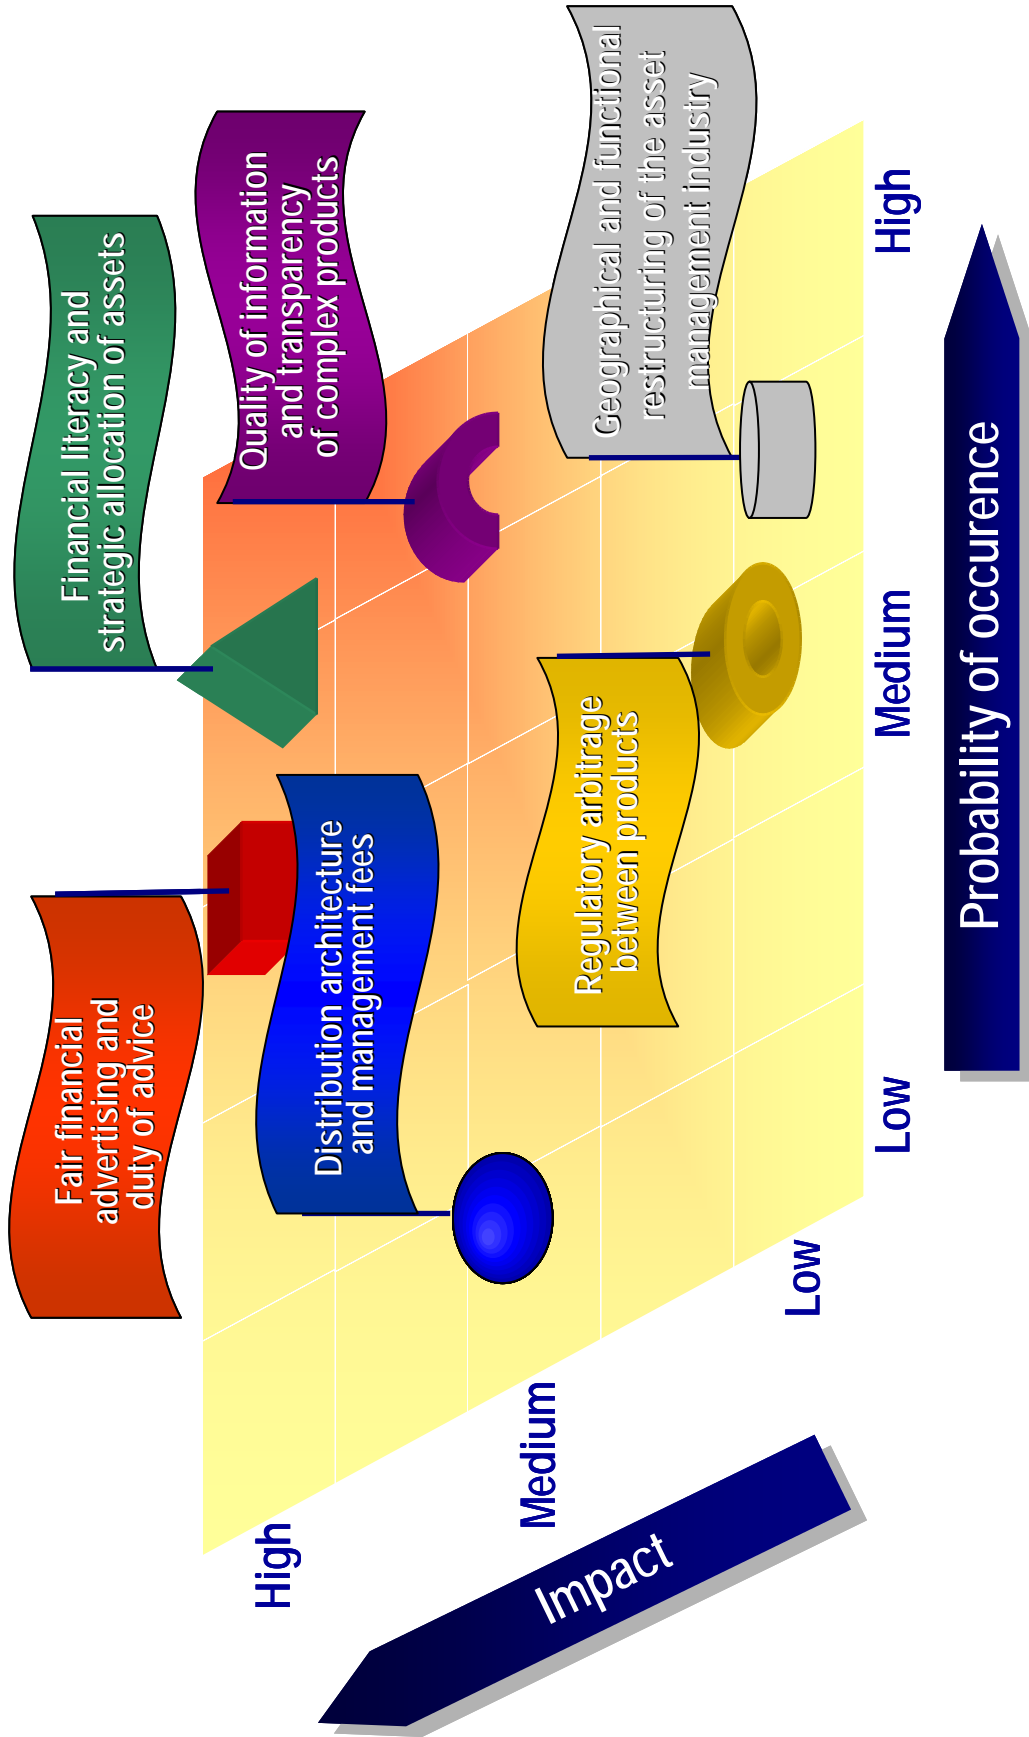 Fair financial
advertising and
duty of advice
Financial literacy and
strategic allocation of assets
Quality of information
and transparency
of complex products
Distribution architecture
and management fees
Regulatory arbitrage
between products
Geographical and functional
restructuring of the asset
management industry
High
Medium
Low
Impact
Low
Medium
High
Probability of occurence